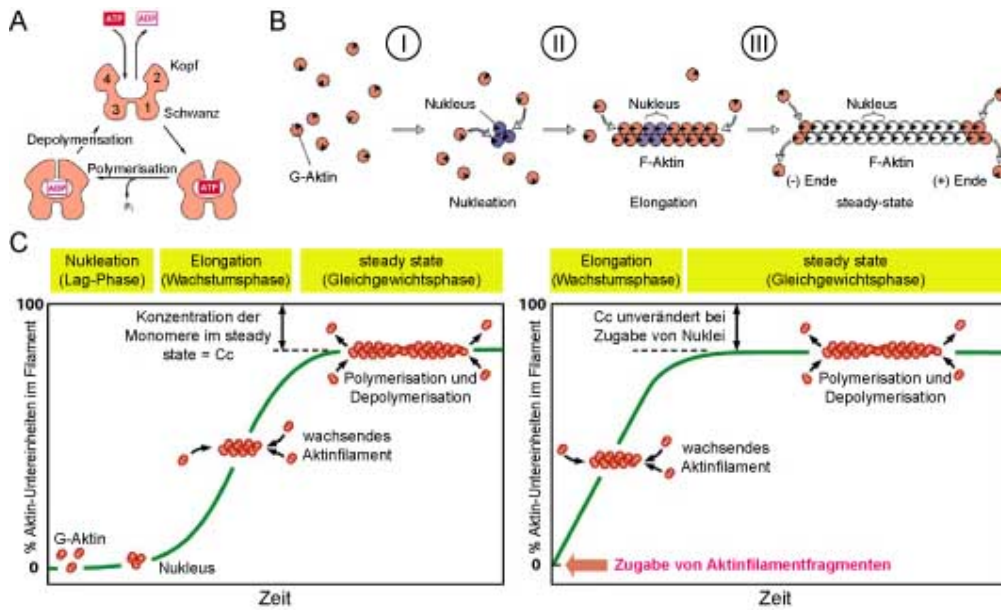 A
ATP
ADP
Kopf
4
2
3
1
Schwanz
Depolymerisation
Polymerisation
ADP
ATP
Pi
B
I
II
III
G-Aktin
Nukleus
Nukleation
Nukleus
F-Aktin
Elongation
Nukleus
F-Aktin
(-) Ende
(+) Ende
steady-state
C
Nukleation
(Lag-Phase)
Elongation
(Wachstumsphase)
steady state
(Gleichgewichtsphase)
% Aktin-Untereinheiten im Filament
100
0
Konzentration der
Monomere im steady
state = Cc
Polymerisation und
Depolymerisation
wachsendes
Aktinfilament
G-Aktin
Nukleus
Zeit
Elongation
(Wachstumsphase)
steady state
(Gleichgewichtsphase)
% Aktin-Untereinheiten im Filament
100
0
Cc unverändert bei
Zugabe von Nuklei
Polymerisation und
Depolymerisation
wachsendes
Aktinfilament
Zugabe von Aktinfilamentfragmenten
Zeit